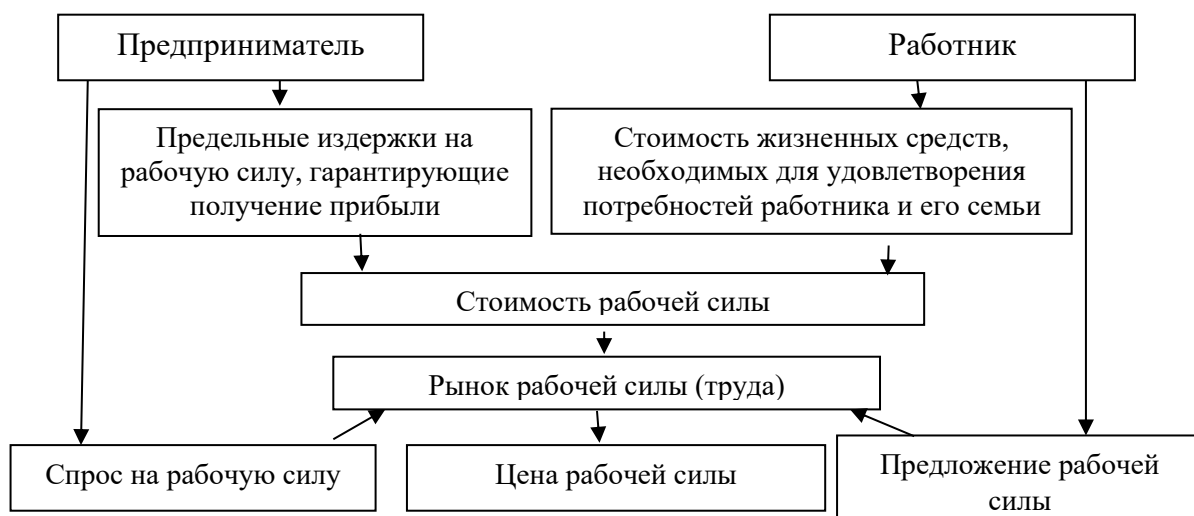 Предприниматель
Работник
Предельные издержки на
рабочую силу, гарантирующие
получение прибыли
Стоимость жизненных средств,
необходимых для удовлетворения
потребностей работника и его семьи
Стоимость рабочей силы
Рынок рабочей силы (труда)
Спрос на рабочую силу
Цена рабочей силы
Предложение рабочей
силы